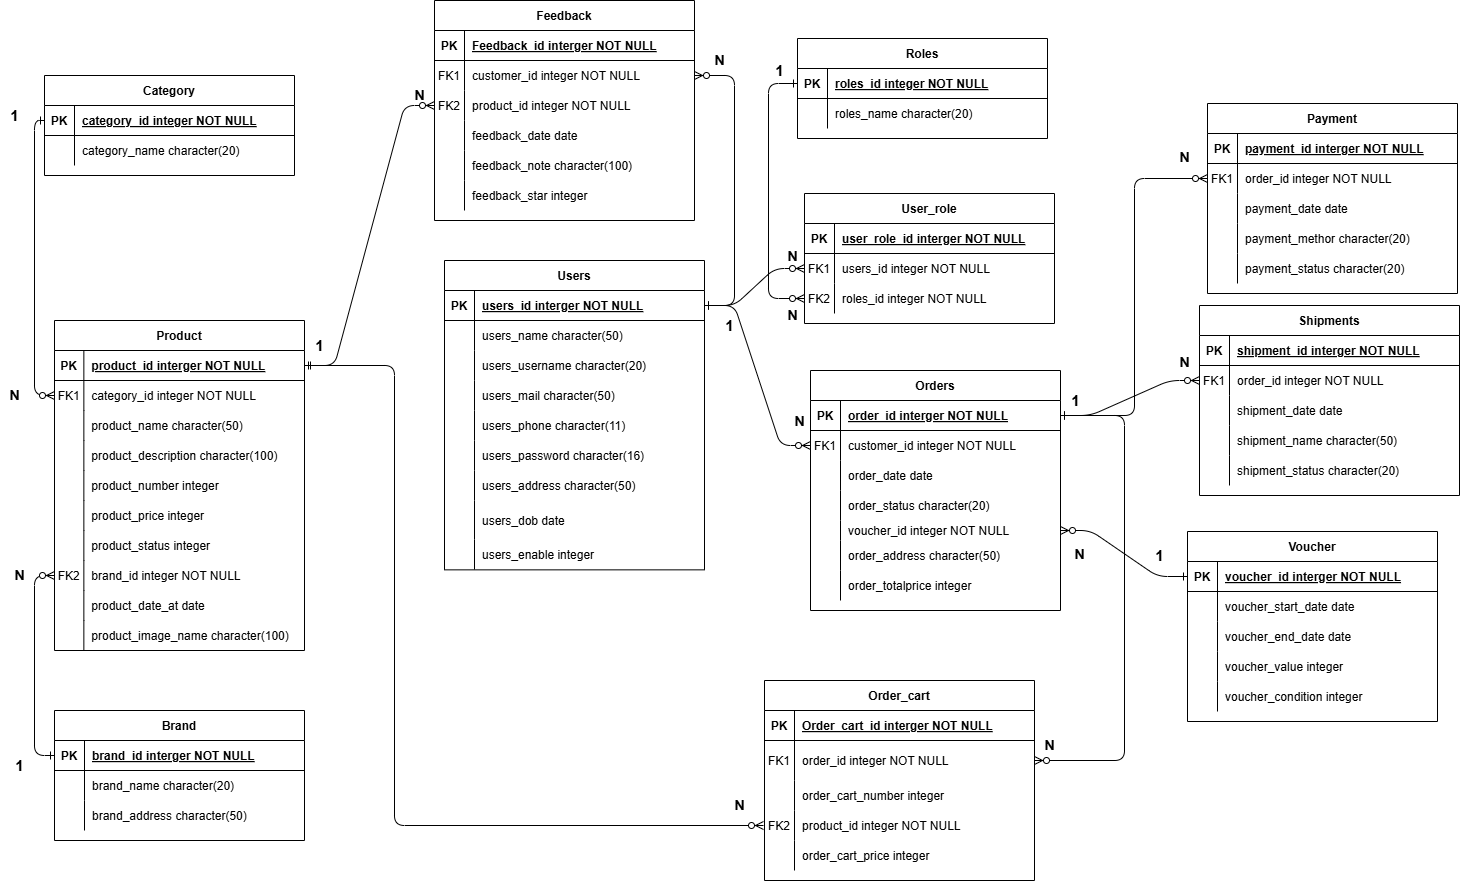 Feedback
PK Feedback_id interger NOT NULL
FK1 customer_id integer NOT NULL
N
N
FK2 product_id integer NOT NULL
feedback_date date
feedback_note character(100)
feedback_star integer
Roles
1
PK roles_id integer NOT NULL
roles_name character(20)
Category
1
PK category_id integer NOT NULL
category_name character(20)
Payment
PK payment_id interger NOT NULL
N
FK1 order_id integer NOT NULL
payment_date date
payment_methor character(20)
payment_status character(20)
User_role
PK user_role_id interger NOT NULL
N
FK1 users_id integer NOT NULL
FK2 roles_id integer NOT NULL
N
Users
PK users_id interger NOT NULL
1
users_name character(50)
users_username character(20)
users_mail character(50)
users_phone character(11)
users_password character(16)
users_address character(50)
users_dob date
users_enable integer
Product
1
PK product_id interger NOT NULL
N
FK1 category_id integer NOT NULL
product_name character(50)
product_description character(100)
product_number integer
product_price integer
product_status integer
N
FK2 brand_id integer NOT NULL
product_date_at date
product_image_name character(100)
Shipments
PK shipment_id interger NOT NULL
N
FK1 order_id integer NOT NULL
shipment_date date
shipment_name character(50)
shipment_status character(20)
Orders
1
PK order_id interger NOT NULL
N
FK1 customer_id integer NOT NULL
order_date date
order_status character(20)
voucher_id integer NOT NULL
N
order_address character(50)
order_totalprice integer
Voucher
1
PK voucher_id interger NOT NULL
voucher_start_date date
voucher_end_date date
voucher_value integer
voucher_condition integer
Brand
PK brand_id interger NOT NULL
1
brand_name character(20)
brand_address character(50)
Order_cart
PK Order_cart_id interger NOT NULL
N
FK1 order_id integer NOT NULL
order_cart_number integer
N
FK2 product_id integer NOT NULL
order_cart_price integer